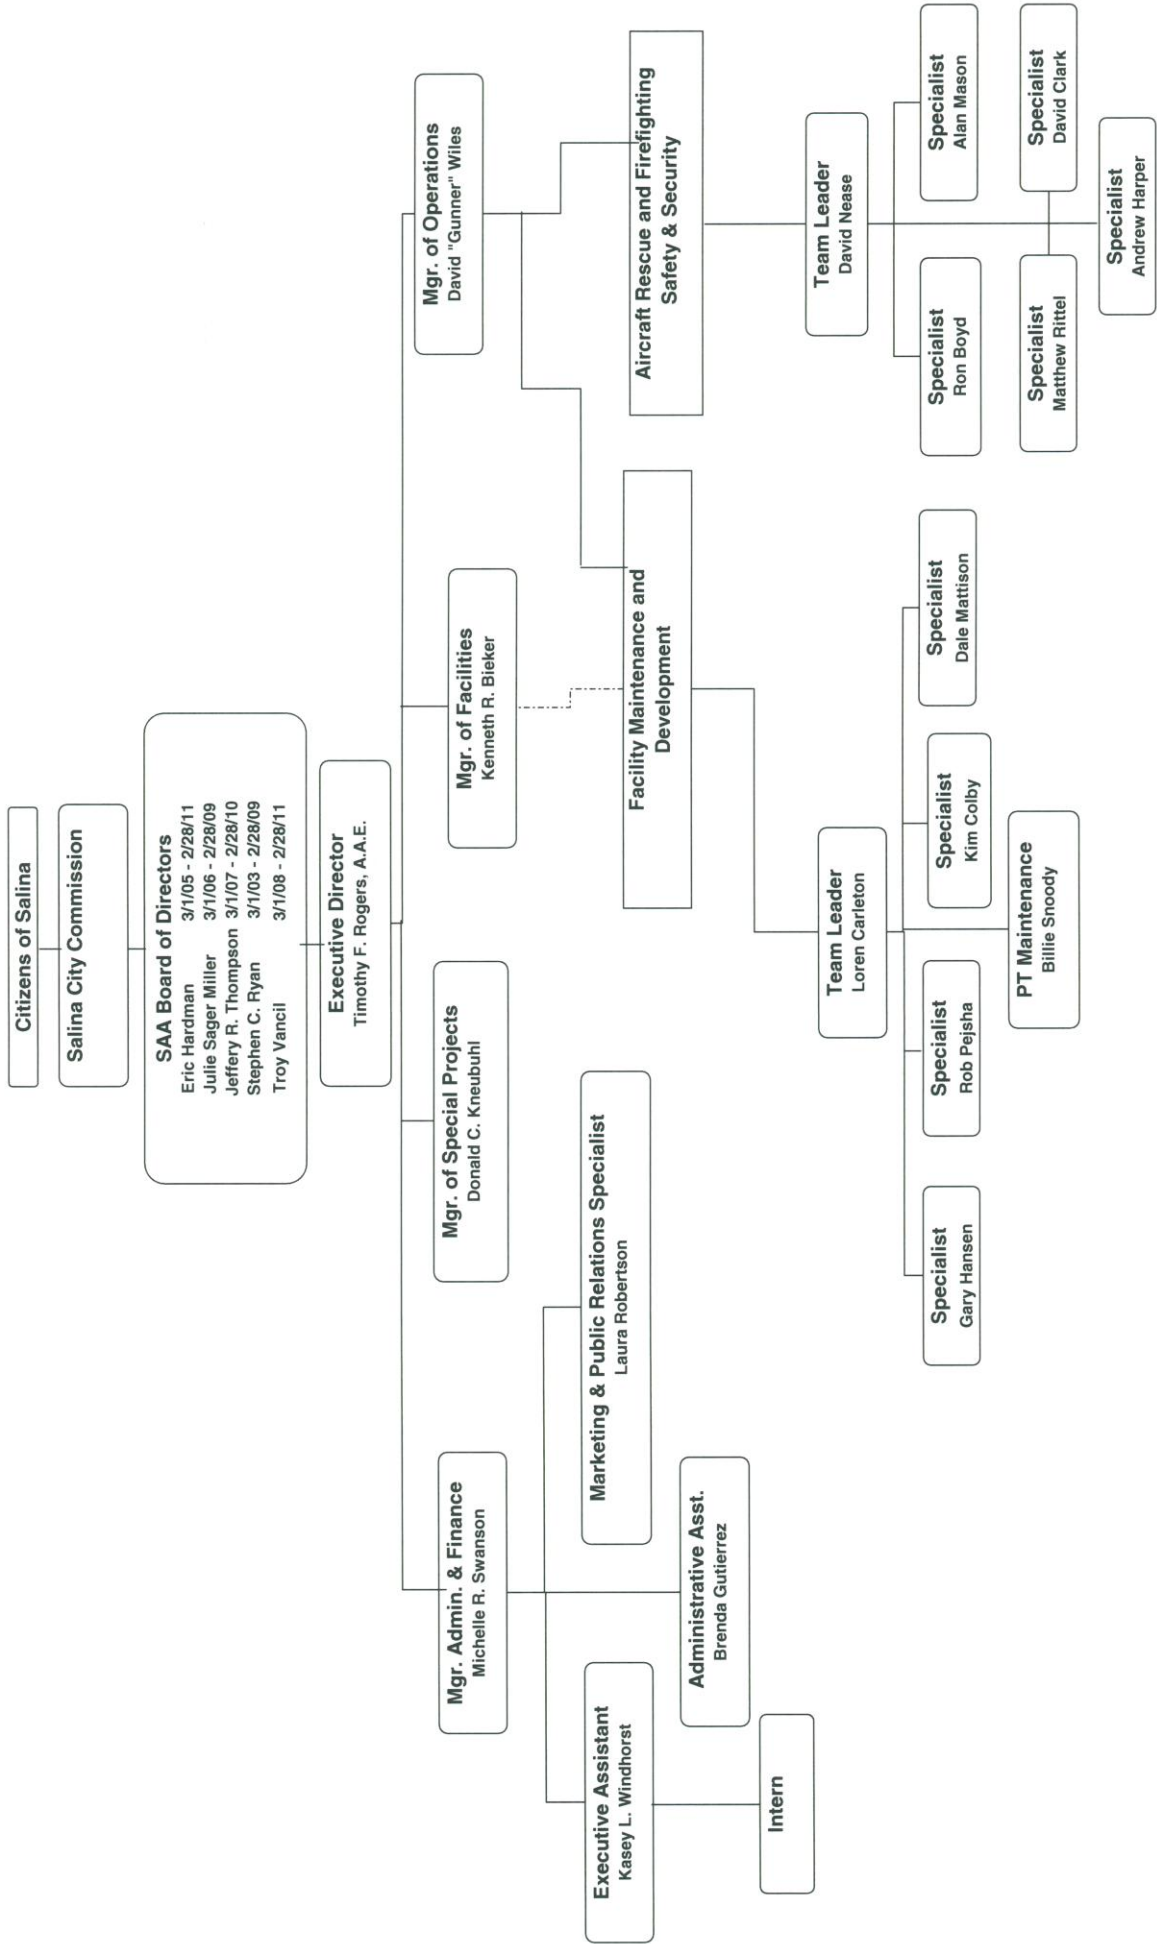 Citizens of Salina
Salina City Commission
SAA Board of Directors
Eric Hardman 3/1/05 - 2/28/11
Julie Sager Miller 3/1/06 - 2/28/09
Jeffery R. Thompson 3/1/07 - 2/28/10
Stephen C. Ryan 3/1/03 - 2/28/09
Troy Vancil 3/1/08 - 2/28/11
Executive Director
Timothy F. Rogers, A.A.E.
Mgr. Admin. & Finance
Michelle R. Swanson
Mgr. of Special Projects
Donald C. Kneubuhl
Mgr. of Facilities
Kenneth R. Bieker
Mgr. of Operations
David "Gunner" Wiles
Executive Assistant
Kasey L. Windhorst
Marketing & Public Relations Specialist
Laura Robertson
Administrative Asst.
Brenda Gutierrez
Intern
Facility Maintenance and
Development
Aircraft Rescue and Firefighting
Safety & Security
Team Leader
Loren Carleton
Specialist
Gary Hansen
Specialist
Rob Pejsha
Specialist
Kim Colby
Specialist
Dale Mattison
PT Maintenance
Billie Snoody
Team Leader
David Nease
Specialist
Ron Boyd
Specialist
Alan Mason
Specialist
Matthew Rittel
Specialist
David Clark
Specialist
Andrew Harper